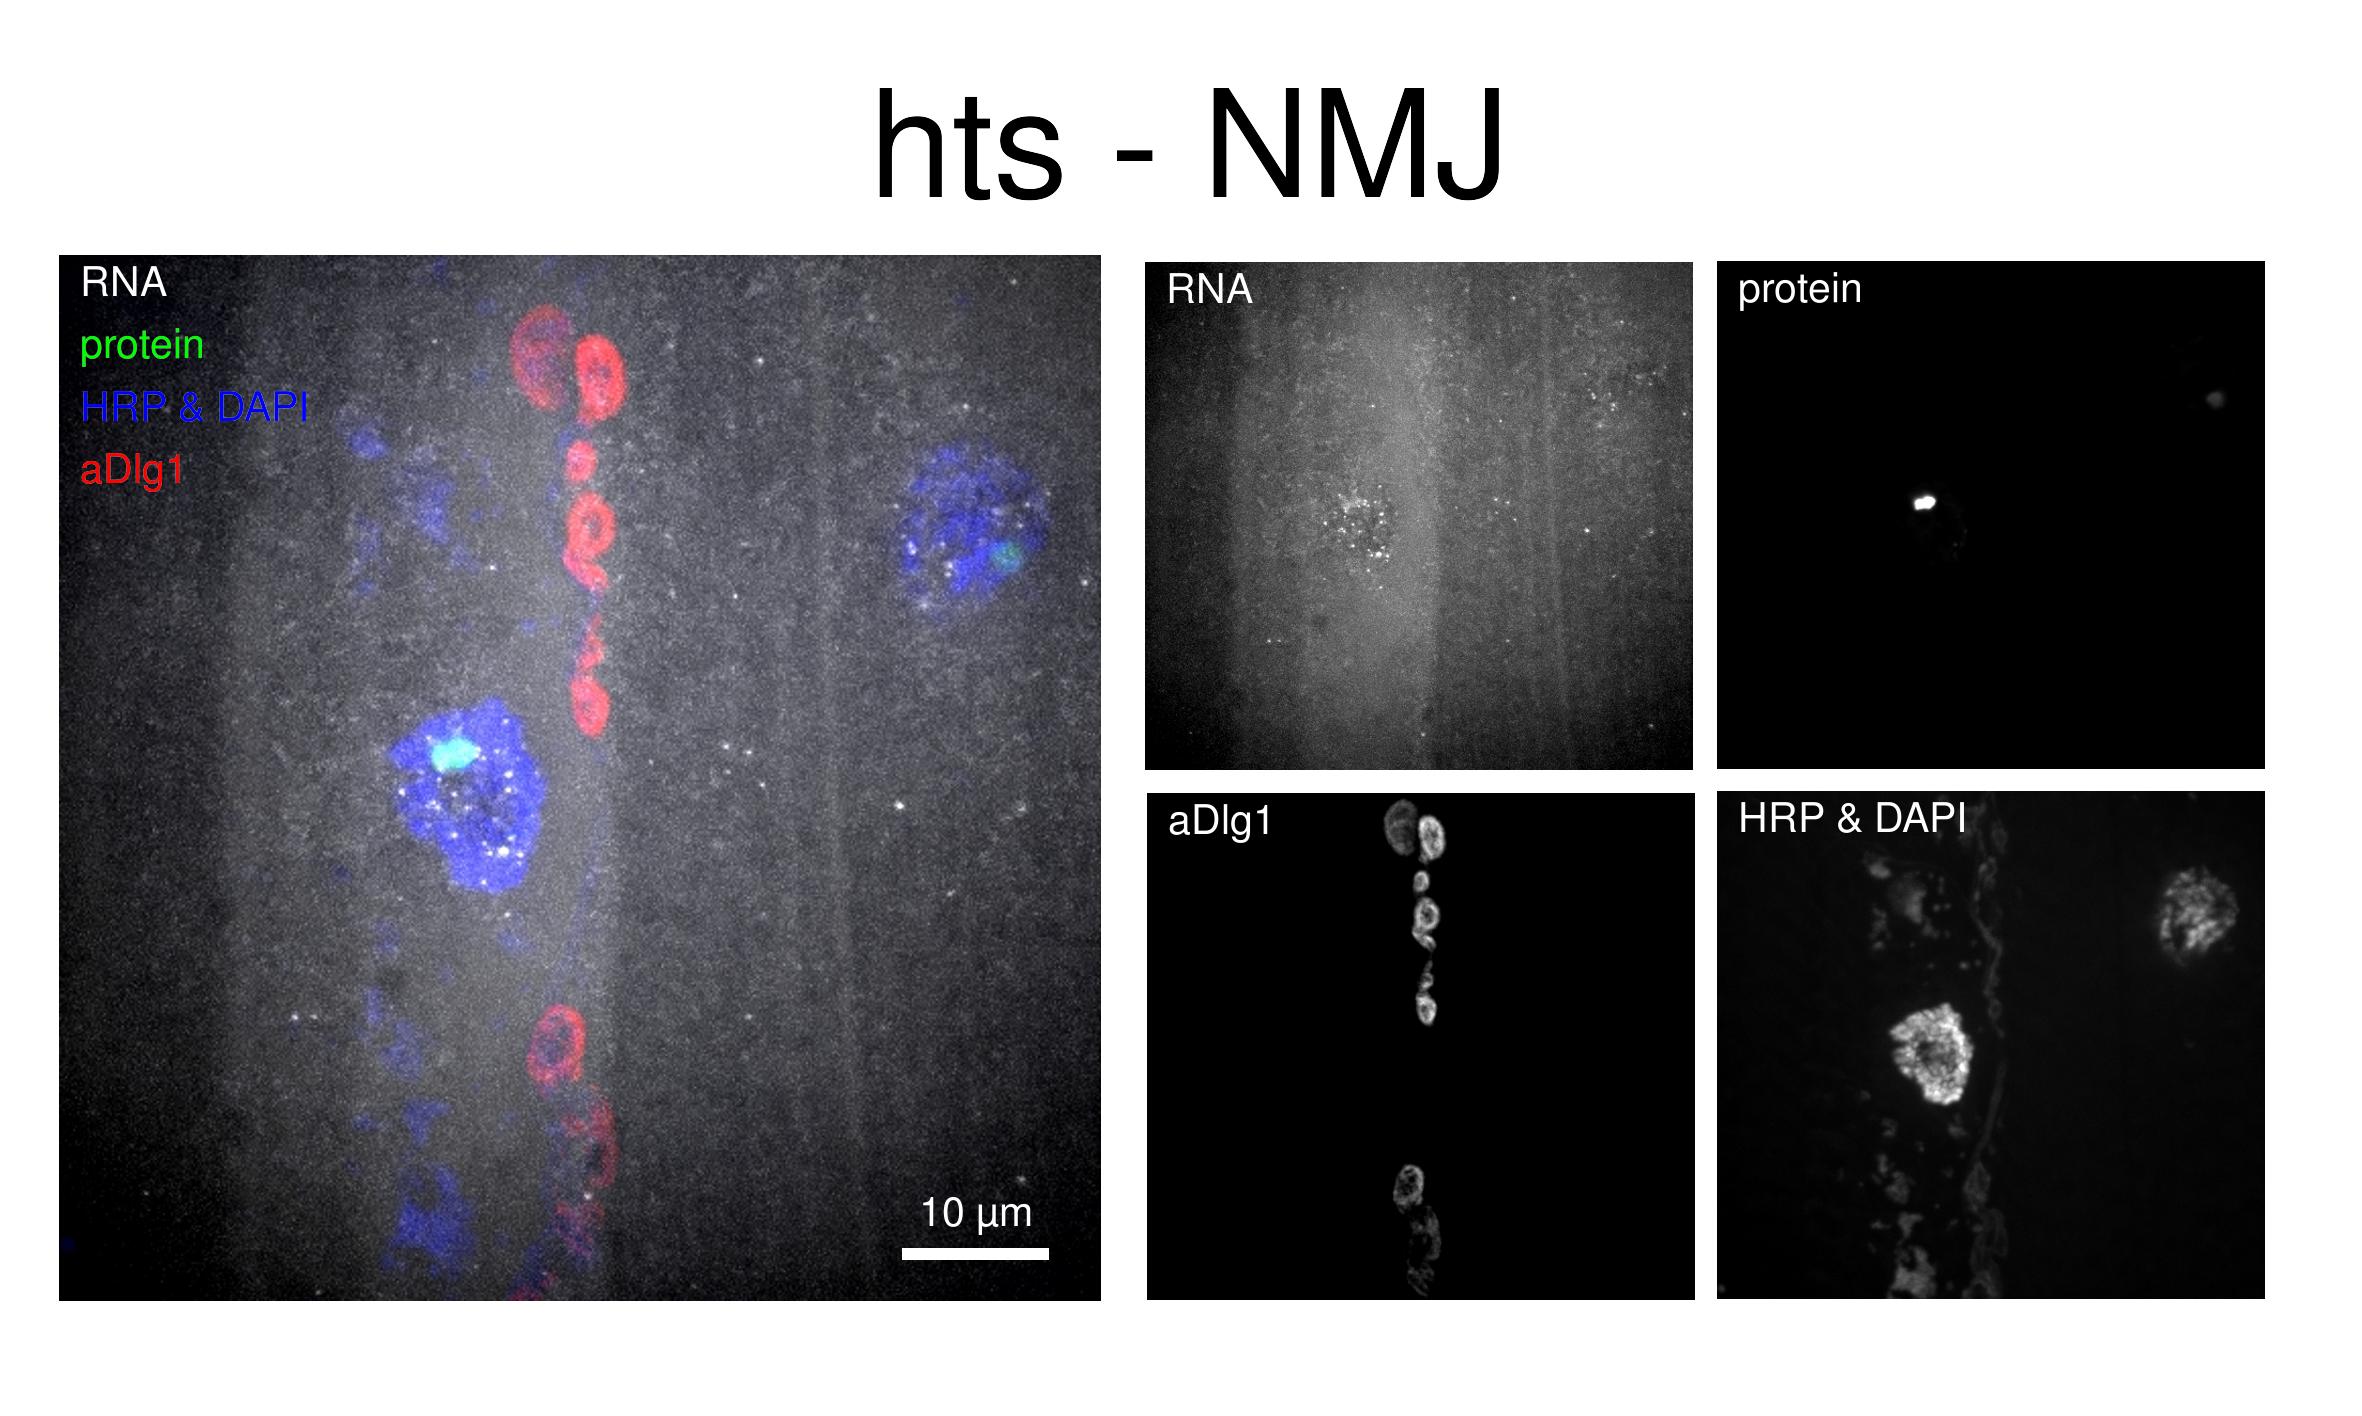 hts - NMJ
RNA
protein
HRP & DAPI
aDlg1
10 µm
RNA
protein
aDlg1
HRP & DAPI